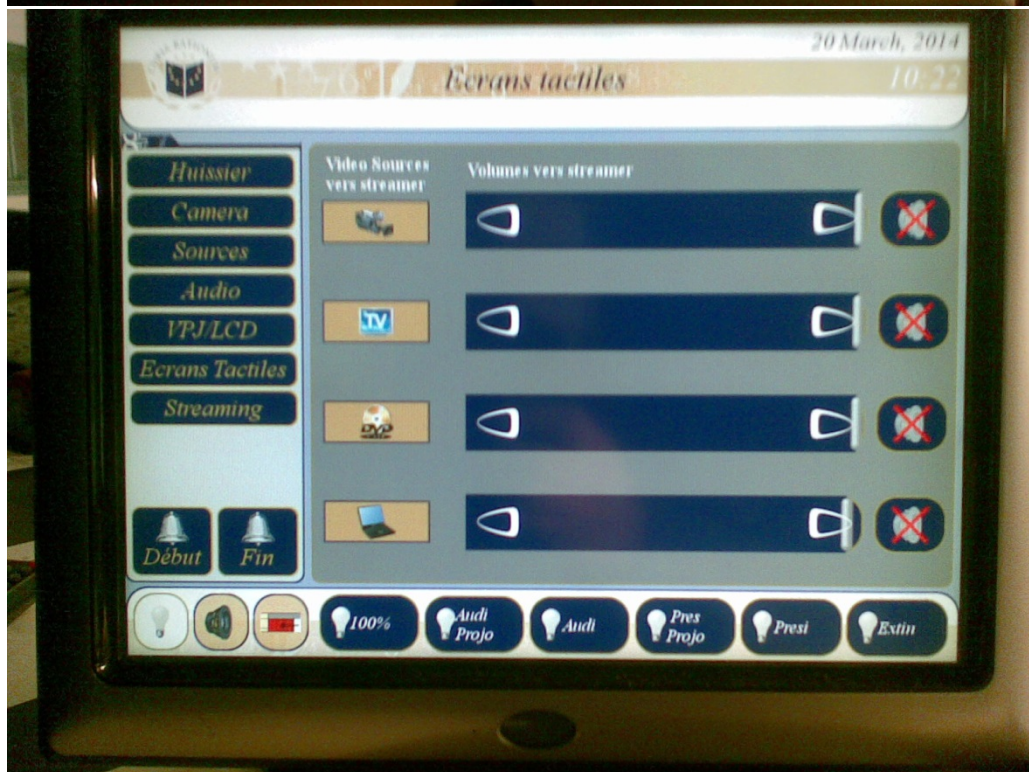 20 March, 2014
Ecrans tactiles
10:22
Huissier
Camera
Sources
Audio
VPJ/LCD
Ecrans Tactiles
Streaming
Début
Fin
Video Sources
vers streamer
Volumes vers streamer
TV
DVD
100%
Audi
Projo
Audi
Pres
Projo
Presi
Extin